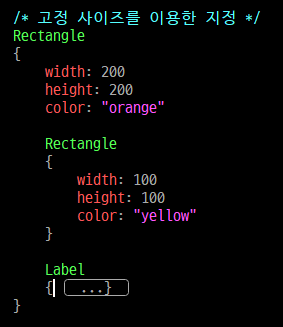 /* 고정 사이즈를 이용한 지정 */
Rectangle
{
    width: 200
    height: 200
    color: "orange"

    Rectangle
    {
        width: 100
        height: 100
        color: "yellow"
    }

    Label
    { ...}
}